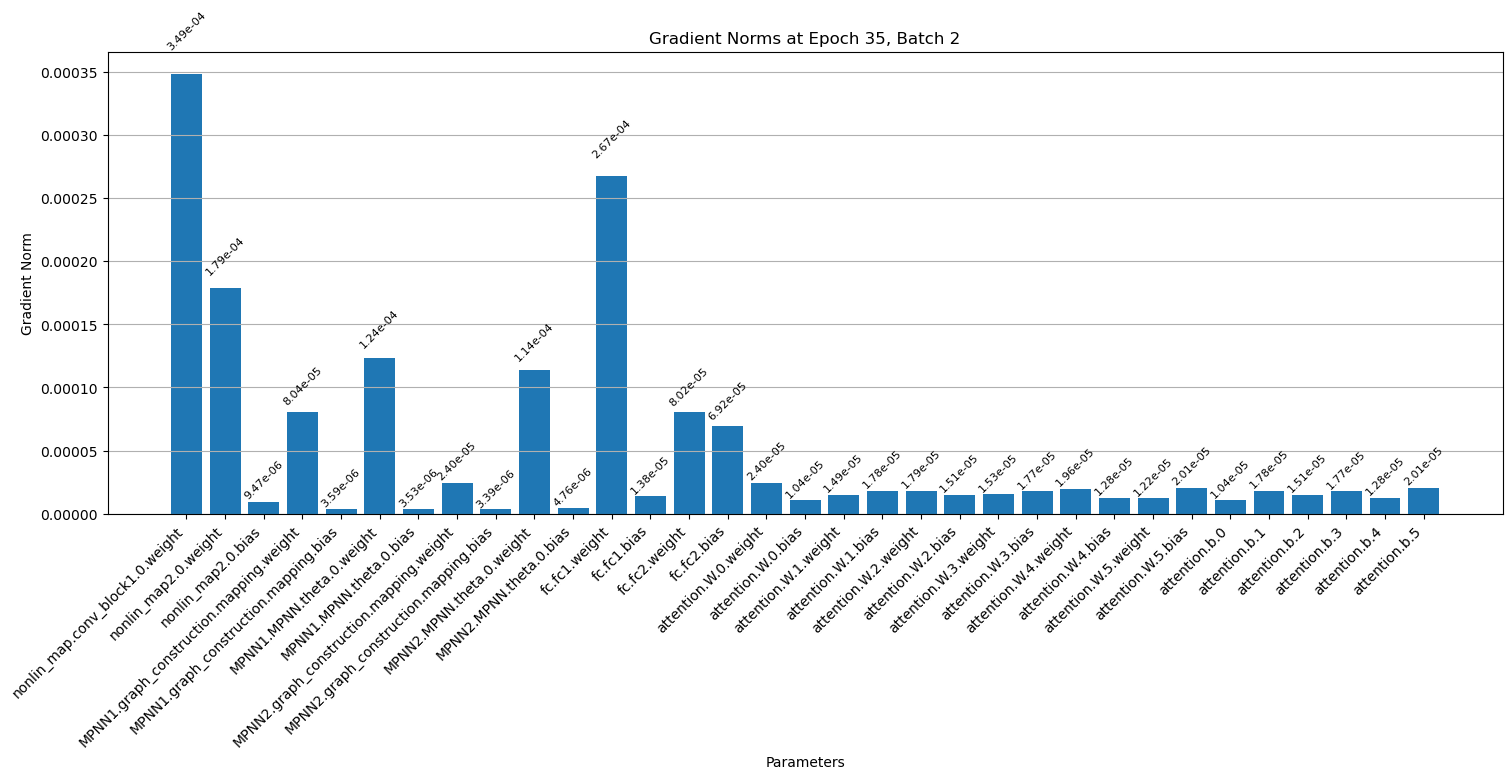 Gradient Norms at Epoch 35, Batch 2
Gradient Norm
0.00035
0.00030
0.00025
0.00020
0.00015
0.00010
0.00005
0.00000
3.49e-04
1.79e-04
9.47e-06
8.04e-05
3.59e-06
1.24e-04
3.53e-06
2.40e-05
3.39e-06
1.14e-04
4.76e-06
2.67e-04
1.38e-05
8.02e-05
6.92e-05
2.40e-05
1.04e-05
1.49e-05
1.78e-05
1.79e-05
1.51e-05
1.53e-05
1.77e-05
1.96e-05
1.28e-05
1.22e-05
2.01e-05
1.04e-05
1.78e-05
1.51e-05
1.77e-05
1.28e-05
2.01e-05
nonlin_map.conv_block1.0.weight
nonlin_map2.0.weight
nonlin_map2.0.bias
MPNN1.graph_construction.mapping.weight
MPNN1.graph_construction.mapping.bias
MPNN1.MPNN.theta.0.weight
MPNN1.MPNN.theta.0.bias
MPNN2.graph_construction.mapping.weight
MPNN2.graph_construction.mapping.bias
MPNN2.MPNN.theta.0.weight
MPNN2.MPNN.theta.0.bias
fc.fc1.weight
fc.fc1.bias
fc.fc2.weight
fc.fc2.bias
attention.W.0.weight
attention.W.0.bias
attention.W.1.weight
attention.W.1.bias
attention.W.2.weight
attention.W.2.bias
attention.W.3.weight
attention.W.3.bias
attention.W.4.weight
attention.W.4.bias
attention.W.5.weight
attention.W.5.bias
attention.b.0
attention.b.1
attention.b.2
attention.b.3
attention.b.4
attention.b.5
Parameters